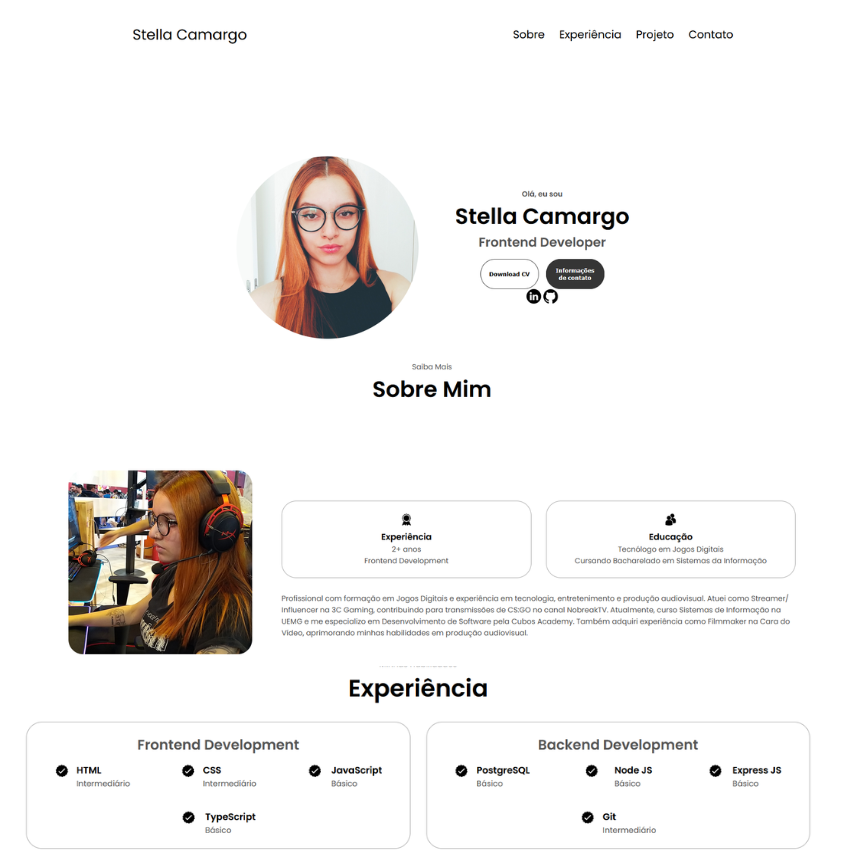 Stella Camargo
Sobre Experiência Projeto Contato
Olá, eu sou
Stella Camargo
Frontend Developer
Download CV
Informações
do contato
in
Saiba Mais
Sobre Mim
Experiência
2+ anos
Frontend Development
Educação
Tecnólogo em Jogos Digitais
Cursando Bacharelado em Sistemas da Informação
Profissional com formação em Jogos Digitais e experiência em tecnologia, entretenimento e produção audiovisual. Atuei como Streamer/
Influencer na 3C Gaming, contribuindo para transmissões de CS:GO no canal NobreakTV. Atualmente, curso Sistemas de Informação na
UEMG e me especializo em Desenvolvimento de Software pela Cubos Academy. Também adquiri experiência como Filmmaker na Cara do
Vídeo, aprimorando minhas habilidades em produção audiovisual.
Experiência
Frontend Development
HTML
Intermediário
CSS
Intermediário
JavaScript
Básico
TypeScript
Básico
Backend Development
PostgreSQL
Básico
Node JS
Básico
Express JS
Básico
Git
Intermediário